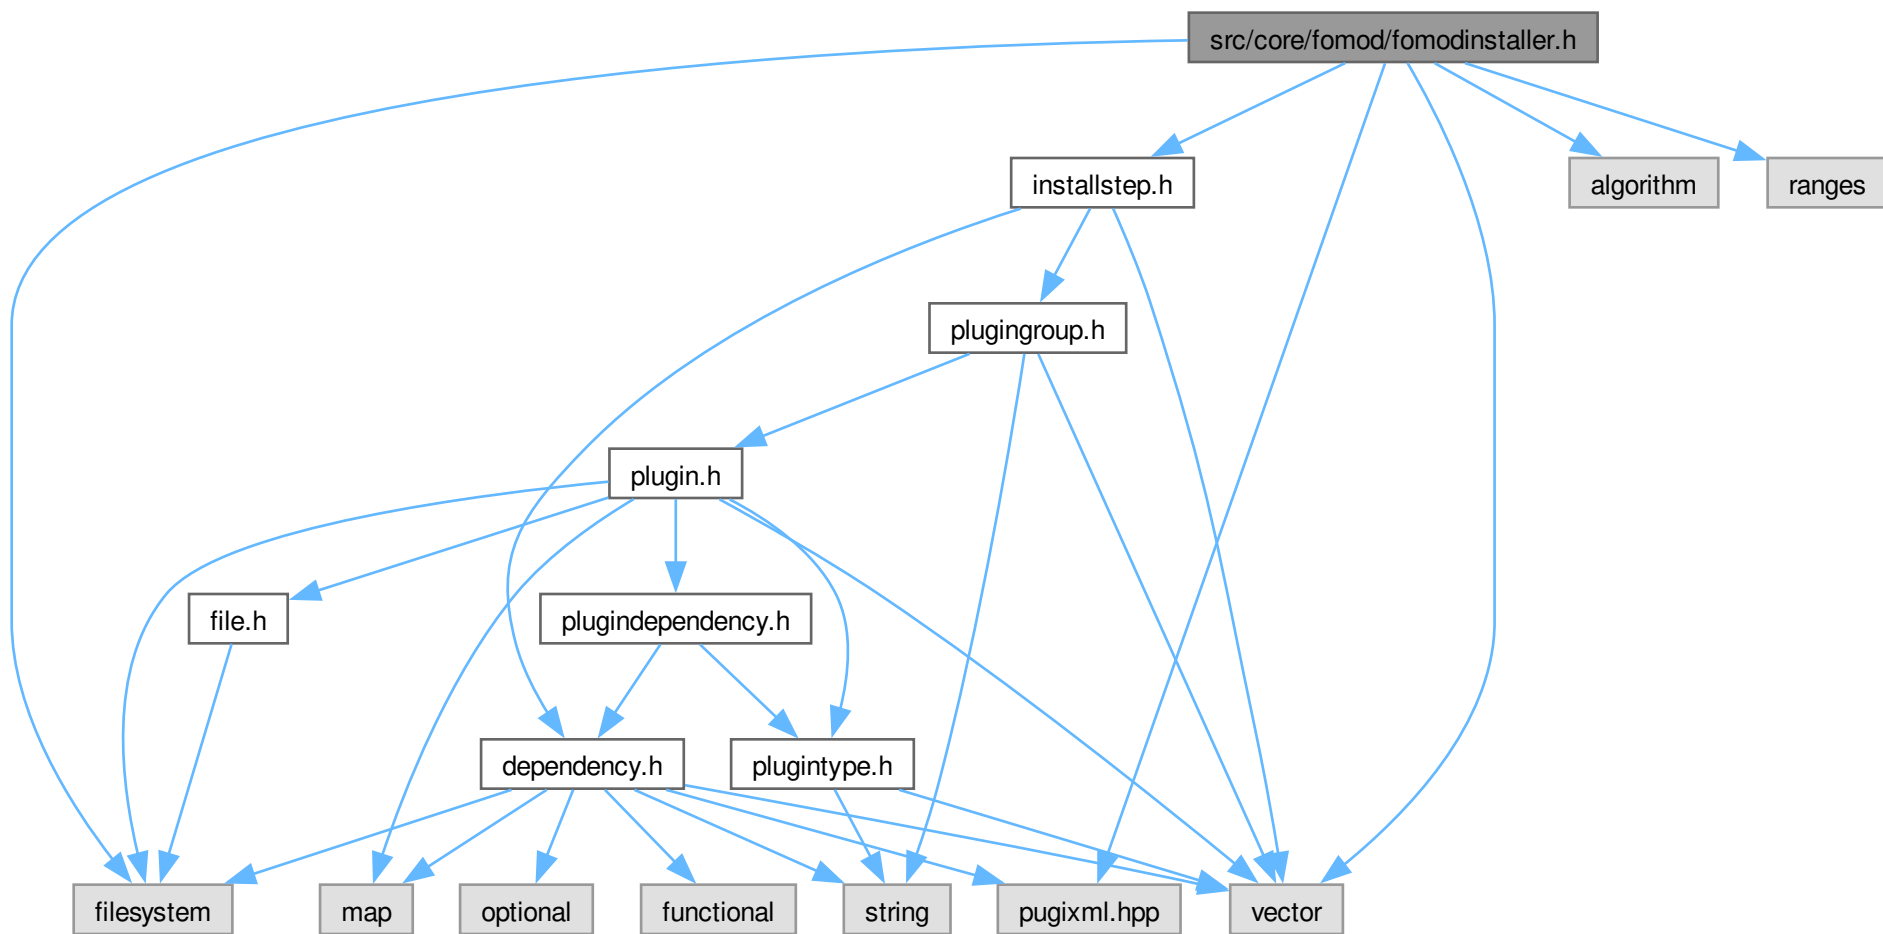 src/core/fomod/fomodinstaller.h
installstep.h
algorithm
ranges
plugingroup.h
plugin.h
file.h
plugindependency.h
dependency.h
plugintype.h
filesystem
map
optional
functional
string
pugixml.hpp
vector